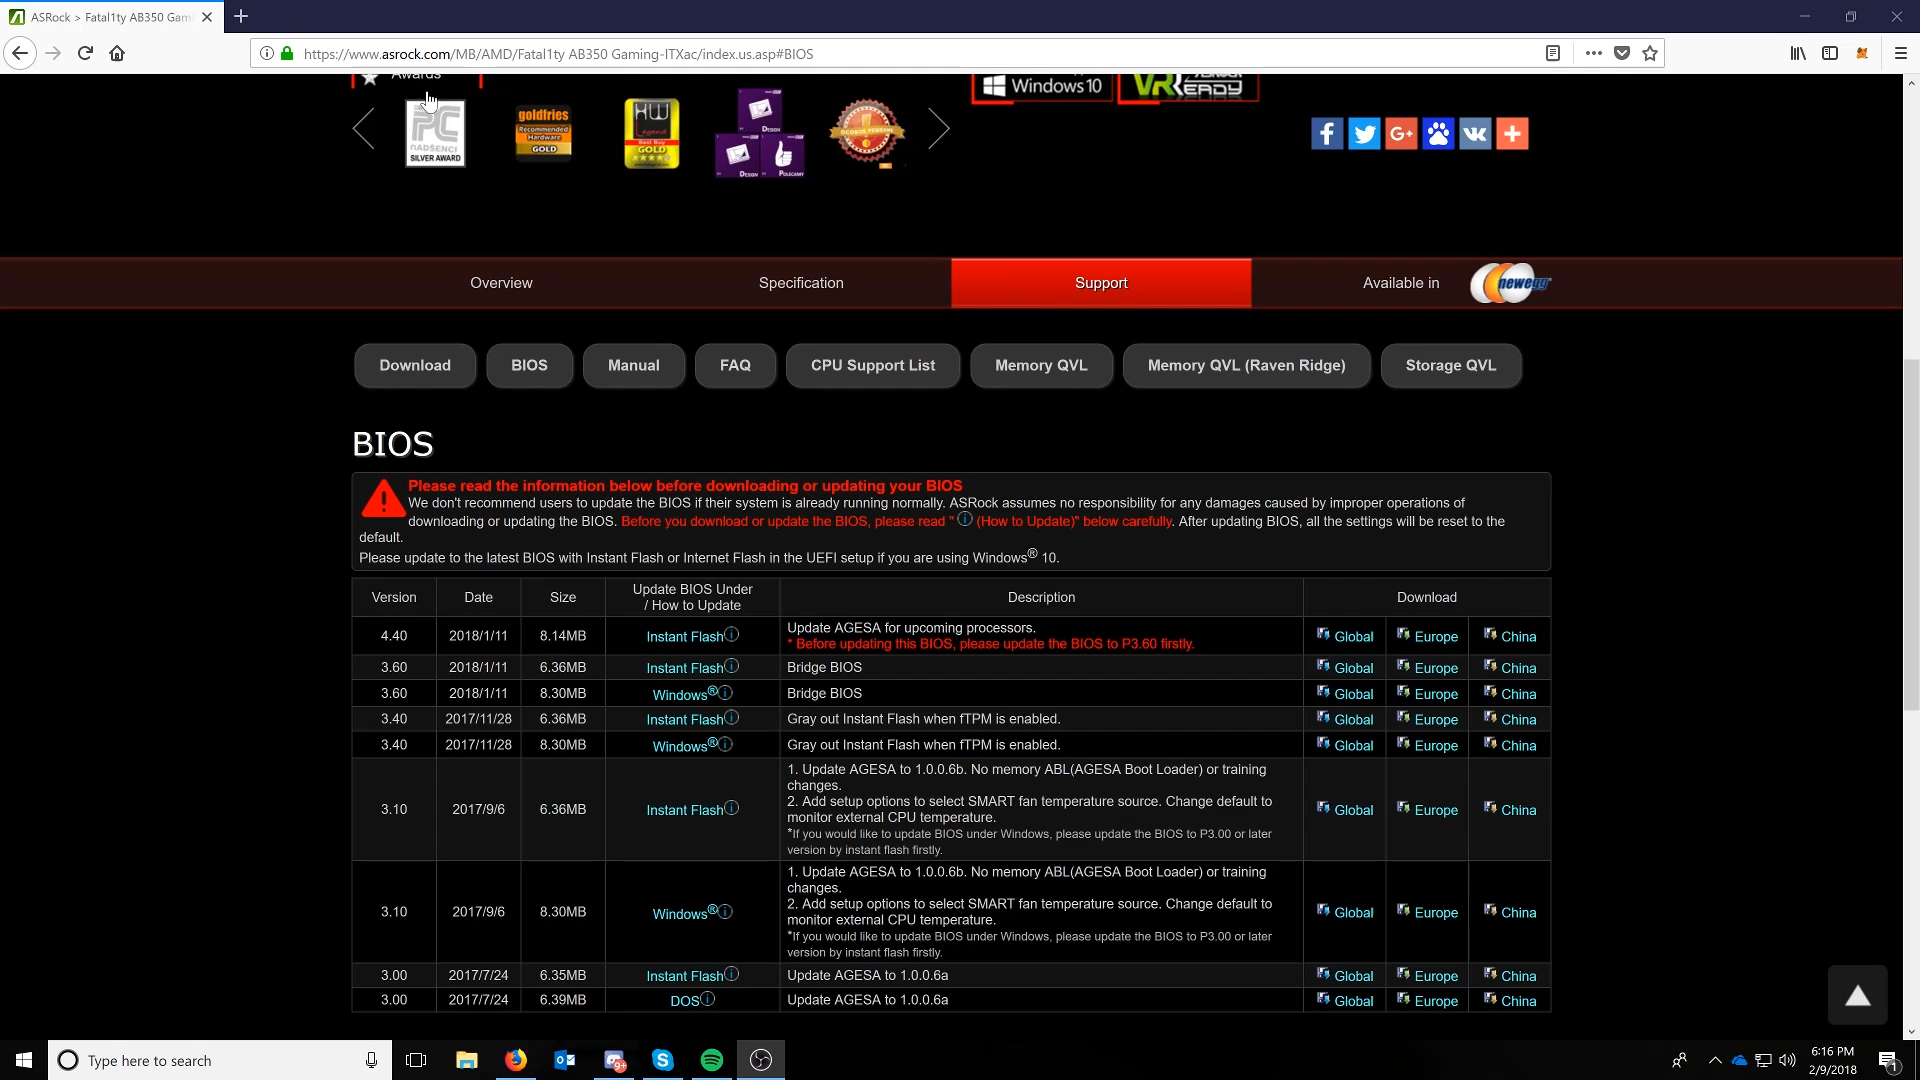 ASRock > Fatal1ty AB350 Gam
https://www.asrock.com/MB/AMD/Fatal1ty AB350 Gaming-ITXac/index.us.asp#BIOS
Awards
PC
NADŠENCI
SILVER AWARD
goldfries
Recommended
Hardware
GOLD
Best Buy
GOLD
DESIGN
DESIGN
POLECAMY
Windows 10
VR READY
Overview
Specification
Support
Available in
newegg
Download
BIOS
Manual
FAQ
CPU Support List
Memory QVL
Memory QVL (Raven Ridge)
Storage QVL
BIOS
Please read the information below before downloading or updating your BIOS
We don't recommend users to update the BIOS if their system is already running normally. ASRock assumes no responsibility for any damages caused by improper operations of
downloading or updating the BIOS. Before you download or update the BIOS, please read " ⓘ (How to Update)" below carefully. After updating BIOS, all the settings will be reset to the
default.
Please update to the latest BIOS with Instant Flash or Internet Flash in the UEFI setup if you are using Windows® 10.
Version Date Size Update BIOS Under / How to Update Description Download
4.40 2018/1/11 8.14MB Instant Flash Update AGESA for upcoming processors. Global Europe China
* Before updating this BIOS, please update the BIOS to P3.60 firstly.
3.60 2018/1/11 6.36MB Instant Flash Bridge BIOS Global Europe China
3.60 2018/1/11 8.30MB Windows® Bridge BIOS Global Europe China
3.40 2017/11/28 6.36MB Instant Flash Gray out Instant Flash when fTPM is enabled. Global Europe China
3.40 2017/11/28 8.30MB Windows® Gray out Instant Flash when fTPM is enabled. Global Europe China
3.10 2017/9/6 6.36MB Instant Flash 1. Update AGESA to 1.0.0.6b. No memory ABL(AGESA Boot Loader) or training
changes.
2. Add setup options to select SMART fan temperature source. Change default to
monitor external CPU temperature.
*If you would like to update BIOS under Windows, please update the BIOS to P3.00 or later
version by instant flash firstly.
Global Europe China
3.10 2017/9/6 8.30MB Windows® 1. Update AGESA to 1.0.0.6b. No memory ABL(AGESA Boot Loader) or training
changes.
2. Add setup options to select SMART fan temperature source. Change default to
monitor external CPU temperature.
*If you would like to update BIOS under Windows, please update the BIOS to P3.00 or later
version by instant flash firstly.
Global Europe China
3.00 2017/7/24 6.35MB Instant Flash Update AGESA to 1.0.0.6a Global Europe China
3.00 2017/7/24 6.39MB DOS Update AGESA to 1.0.0.6a Global Europe China
Type here to search
6:16 PM
2/9/2018